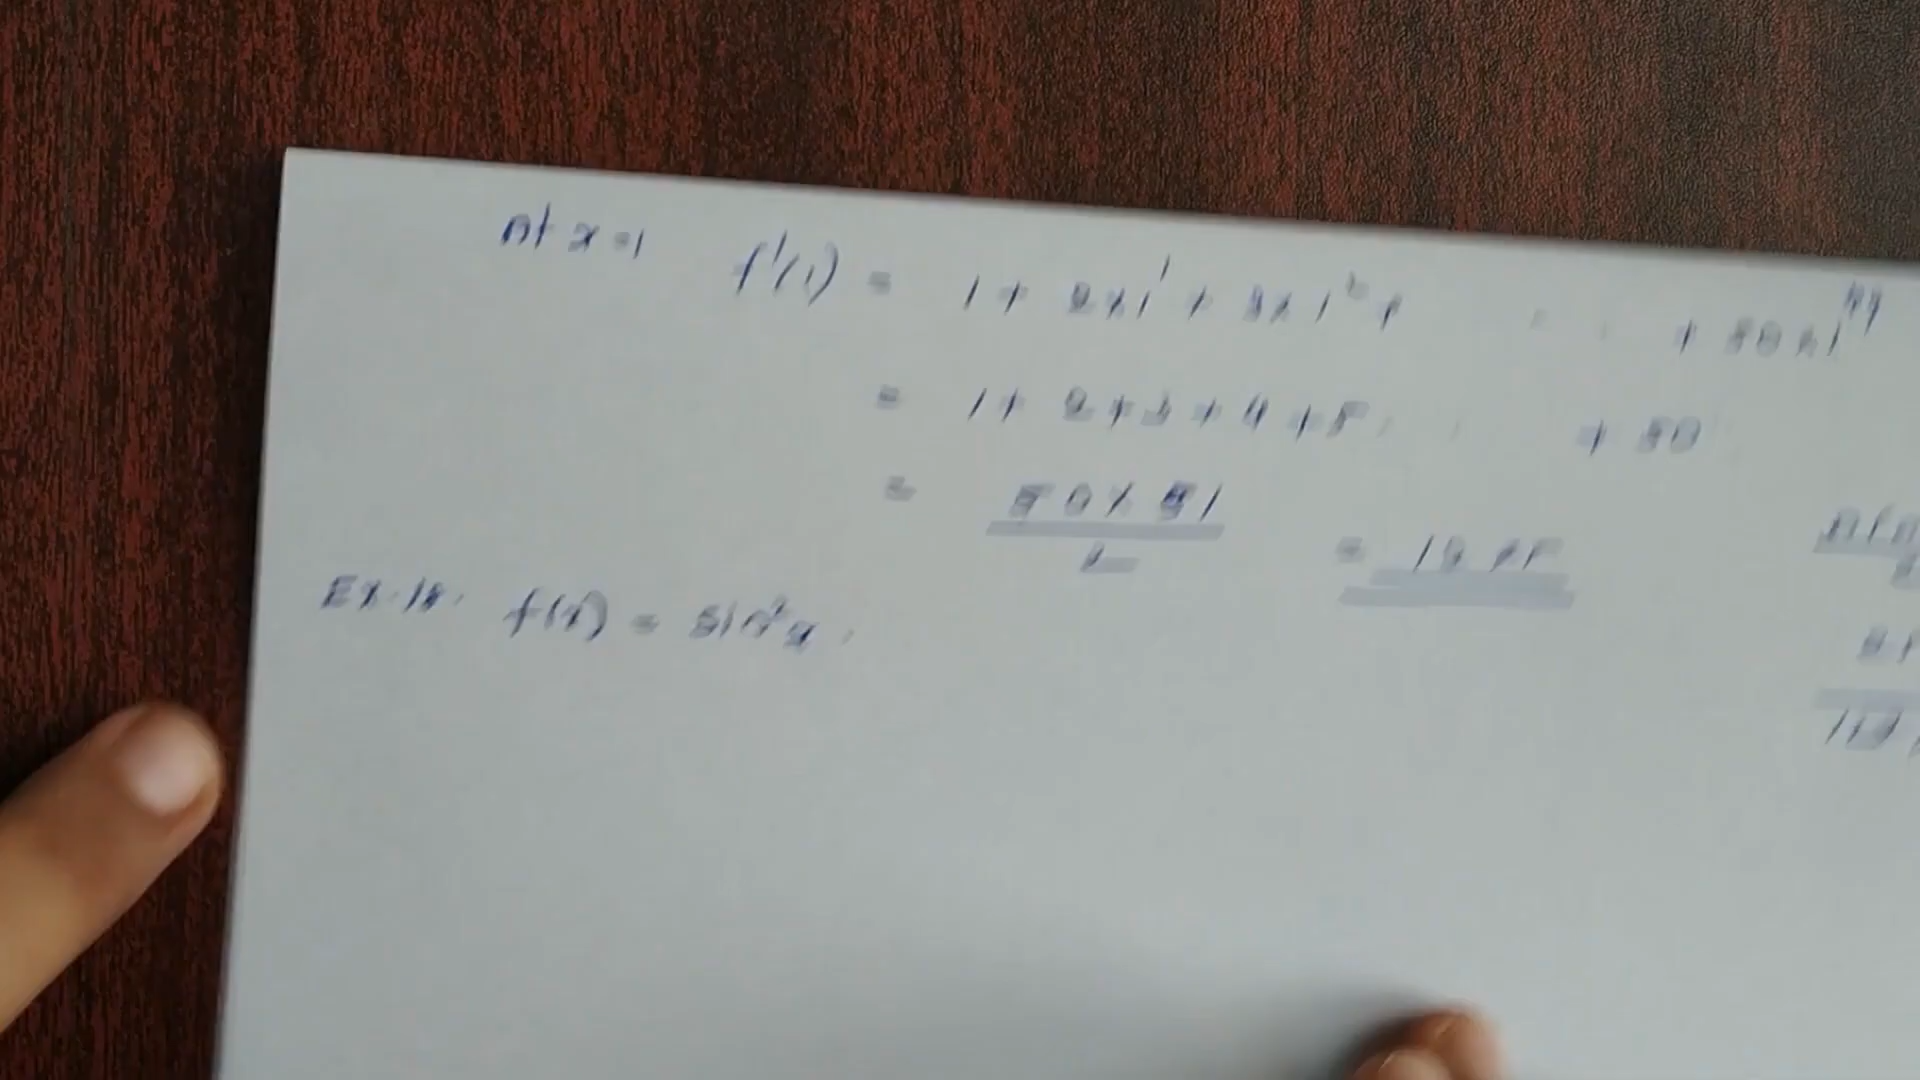 at x=1 f'(1) = 1+ 2×1¹ + 3×1² + . . + 50×1⁴⁹
= 1+ 2+3+4+5. . + 50
= 50×51 / 2 = 1275
Ex.18. f(x) = sin²x.